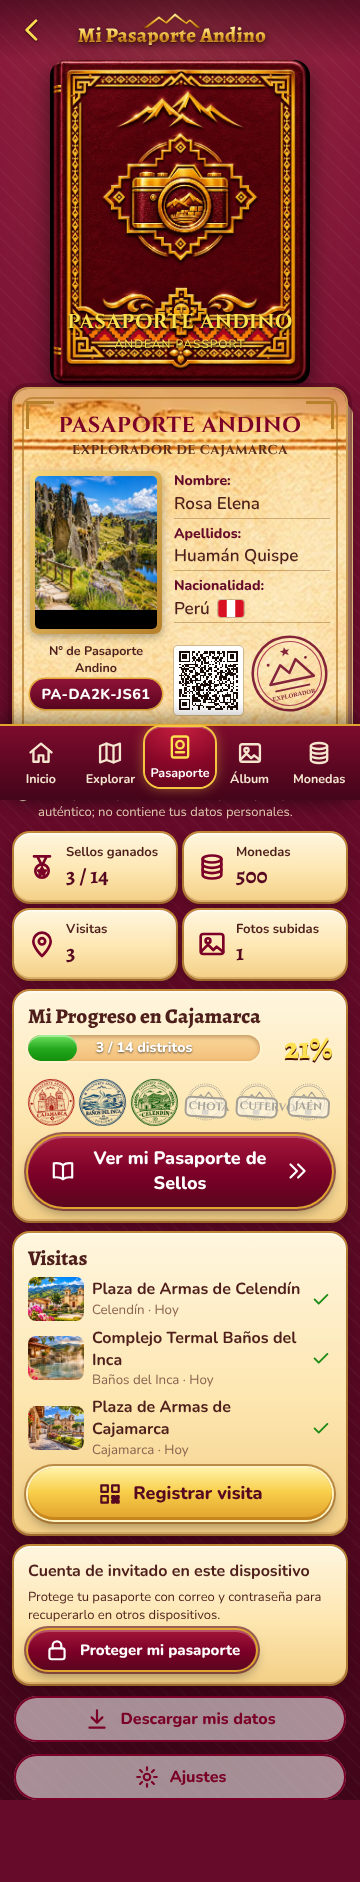 Mi Pasaporte Andino
PASAPORTE ANDINO
ANDEAN PASSPORT
PASAPORTE ANDINO
EXPLORADOR DE CAJAMARCA
Nombre:
Rosa Elena
Apellidos:
Huamán Quispe
Nacionalidad:
Perú
N° de Pasaporte
Andino
PA-DA2K-JS61
EXPLORADOR
Inicio
Explorar
Pasaporte
Álbum
Monedas
auténtico; no contiene tus datos personales.
Sellos ganados
3 / 14
Monedas
500
Visitas
3
Fotos subidas
1
Mi Progreso en Cajamarca
3 / 14 distritos
21%
CAJAMARCA
BAÑOS DEL INCA
CELENDÍN
CHOTA
CUTERVO
JAÉN
Ver mi Pasaporte de
Sellos
Visitas
Plaza de Armas de Celendín
Celendín · Hoy
Complejo Termal Baños del
Inca
Baños del Inca · Hoy
Plaza de Armas de
Cajamarca
Cajamarca · Hoy
Registrar visita
Cuenta de invitado en este dispositivo
Protege tu pasaporte con correo y contraseña para
recuperarlo en otros dispositivos.
Proteger mi pasaporte
Descargar mis datos
Ajustes